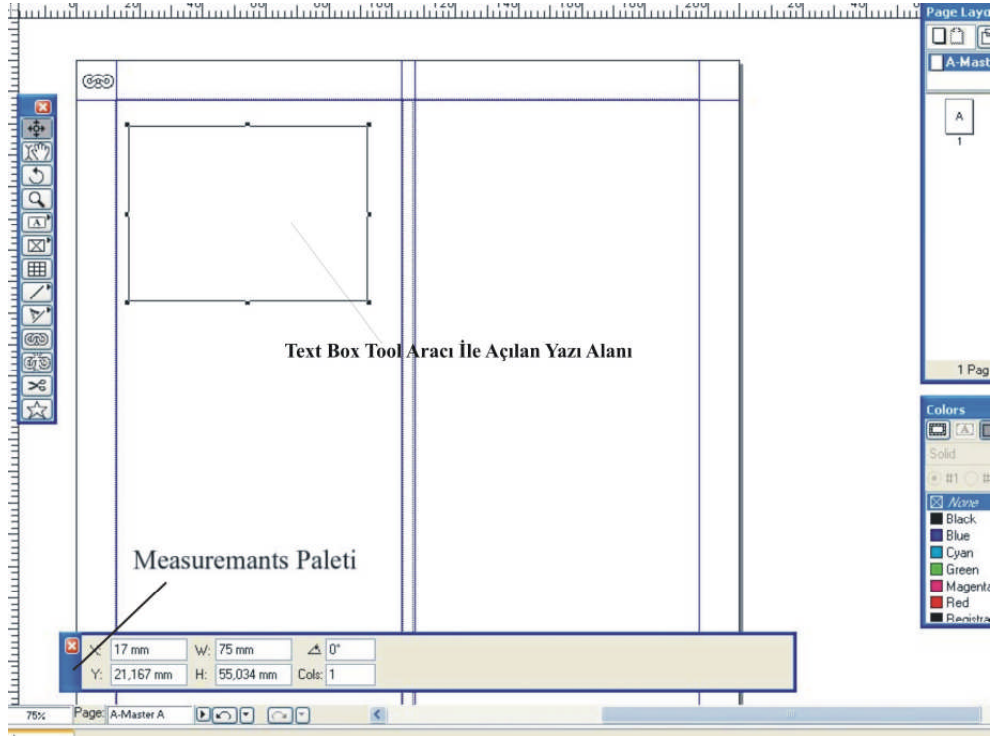 Page Layo
A-Mast
A
1
Text Box Tool Aracı İle Açılan Yazı Alanı
1 Pag
Colors
Solid
#1
None
Black
Blue
Cyan
Green
Magenta
Red
Registra
Measuremants Paleti
X: 17 mm W: 75 mm 0°
Y: 21,167 mm H: 55,034 mm Cols: 1
75% Page: A-Master A